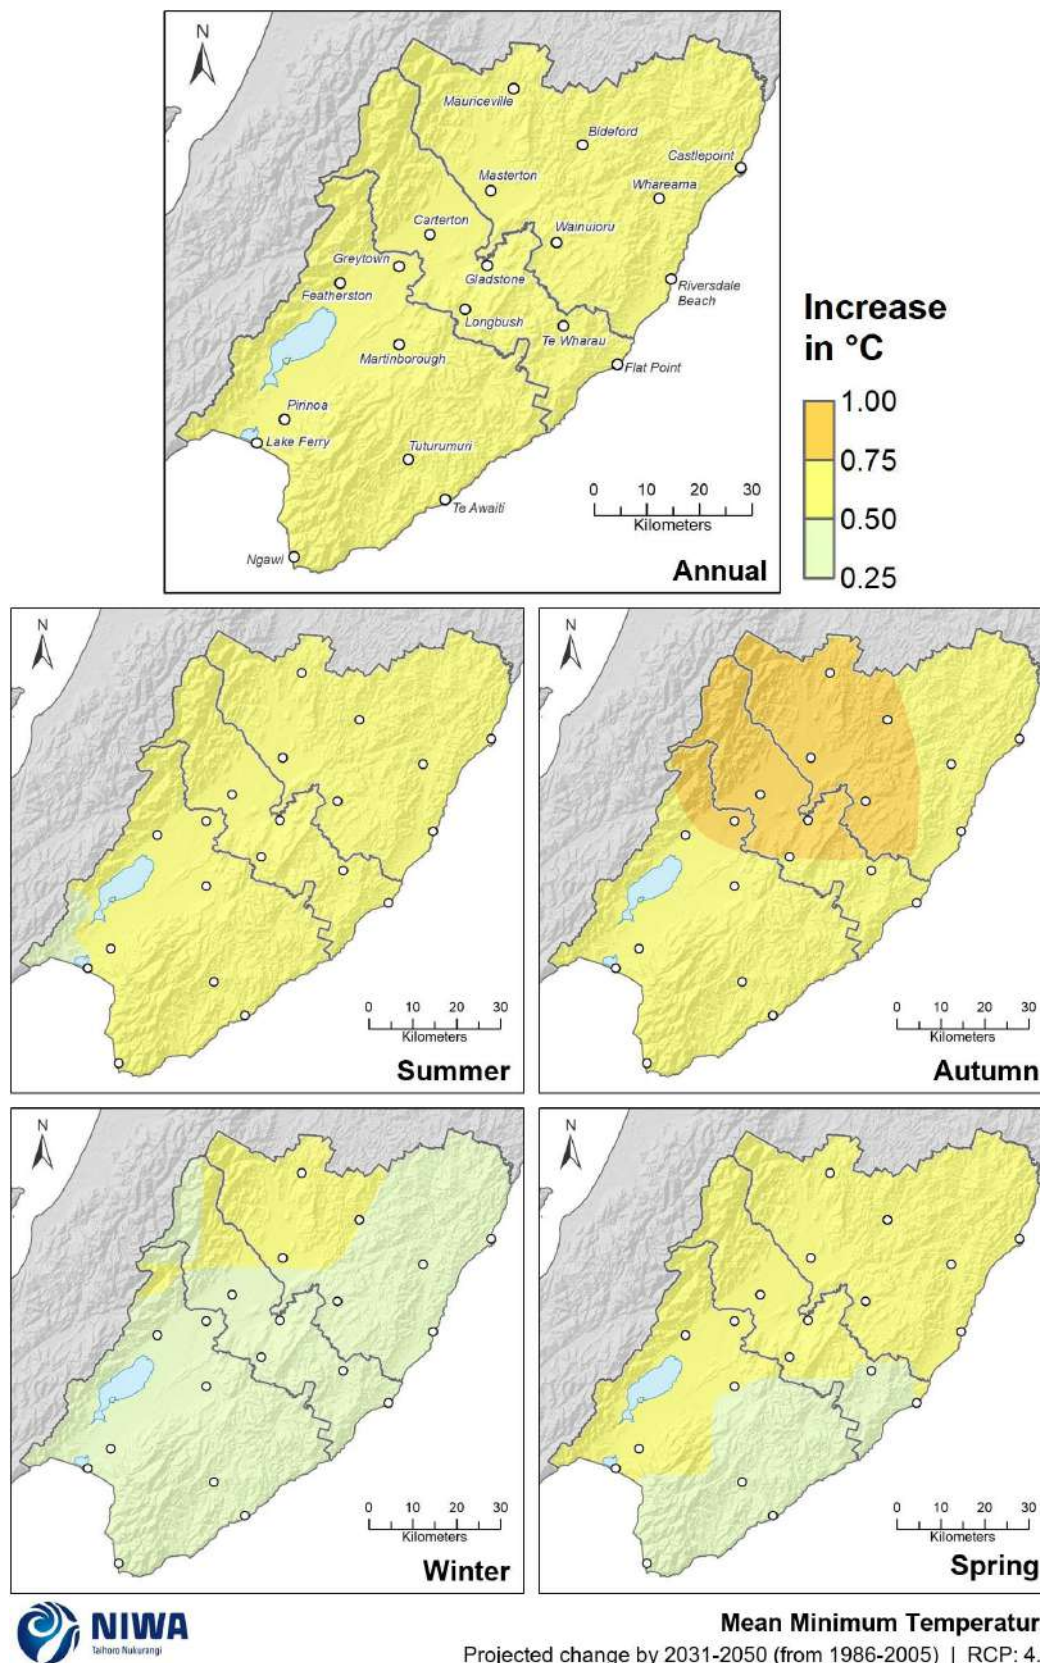 N
Mauriceville
Bideford
Castlepoint
Masterton
Whareama
Carterton
Wainuioru
Greytown
Gladstone
Featherston
Riversdale
Beach
Longbush
Te Wharau
Martinborough
Flat Point
Pirinoa
Lake Ferry
Tuturumuri
Te Awaiti
Ngawi
0 10 20 30
Kilometers
Annual
Increase
in °C
1.00
0.75
0.50
0.25
N
0 10 20 30
Kilometers
Summer
N
0 10 20 30
Kilometers
Autumn
N
0 10 20 30
Kilometers
Winter
N
0 10 20 30
Kilometers
Spring
NIWA
Taihoro Nukurangi
Mean Minimum Temperatur
Projected change by 2031-2050 (from 1986-2005) | RCP: 4.